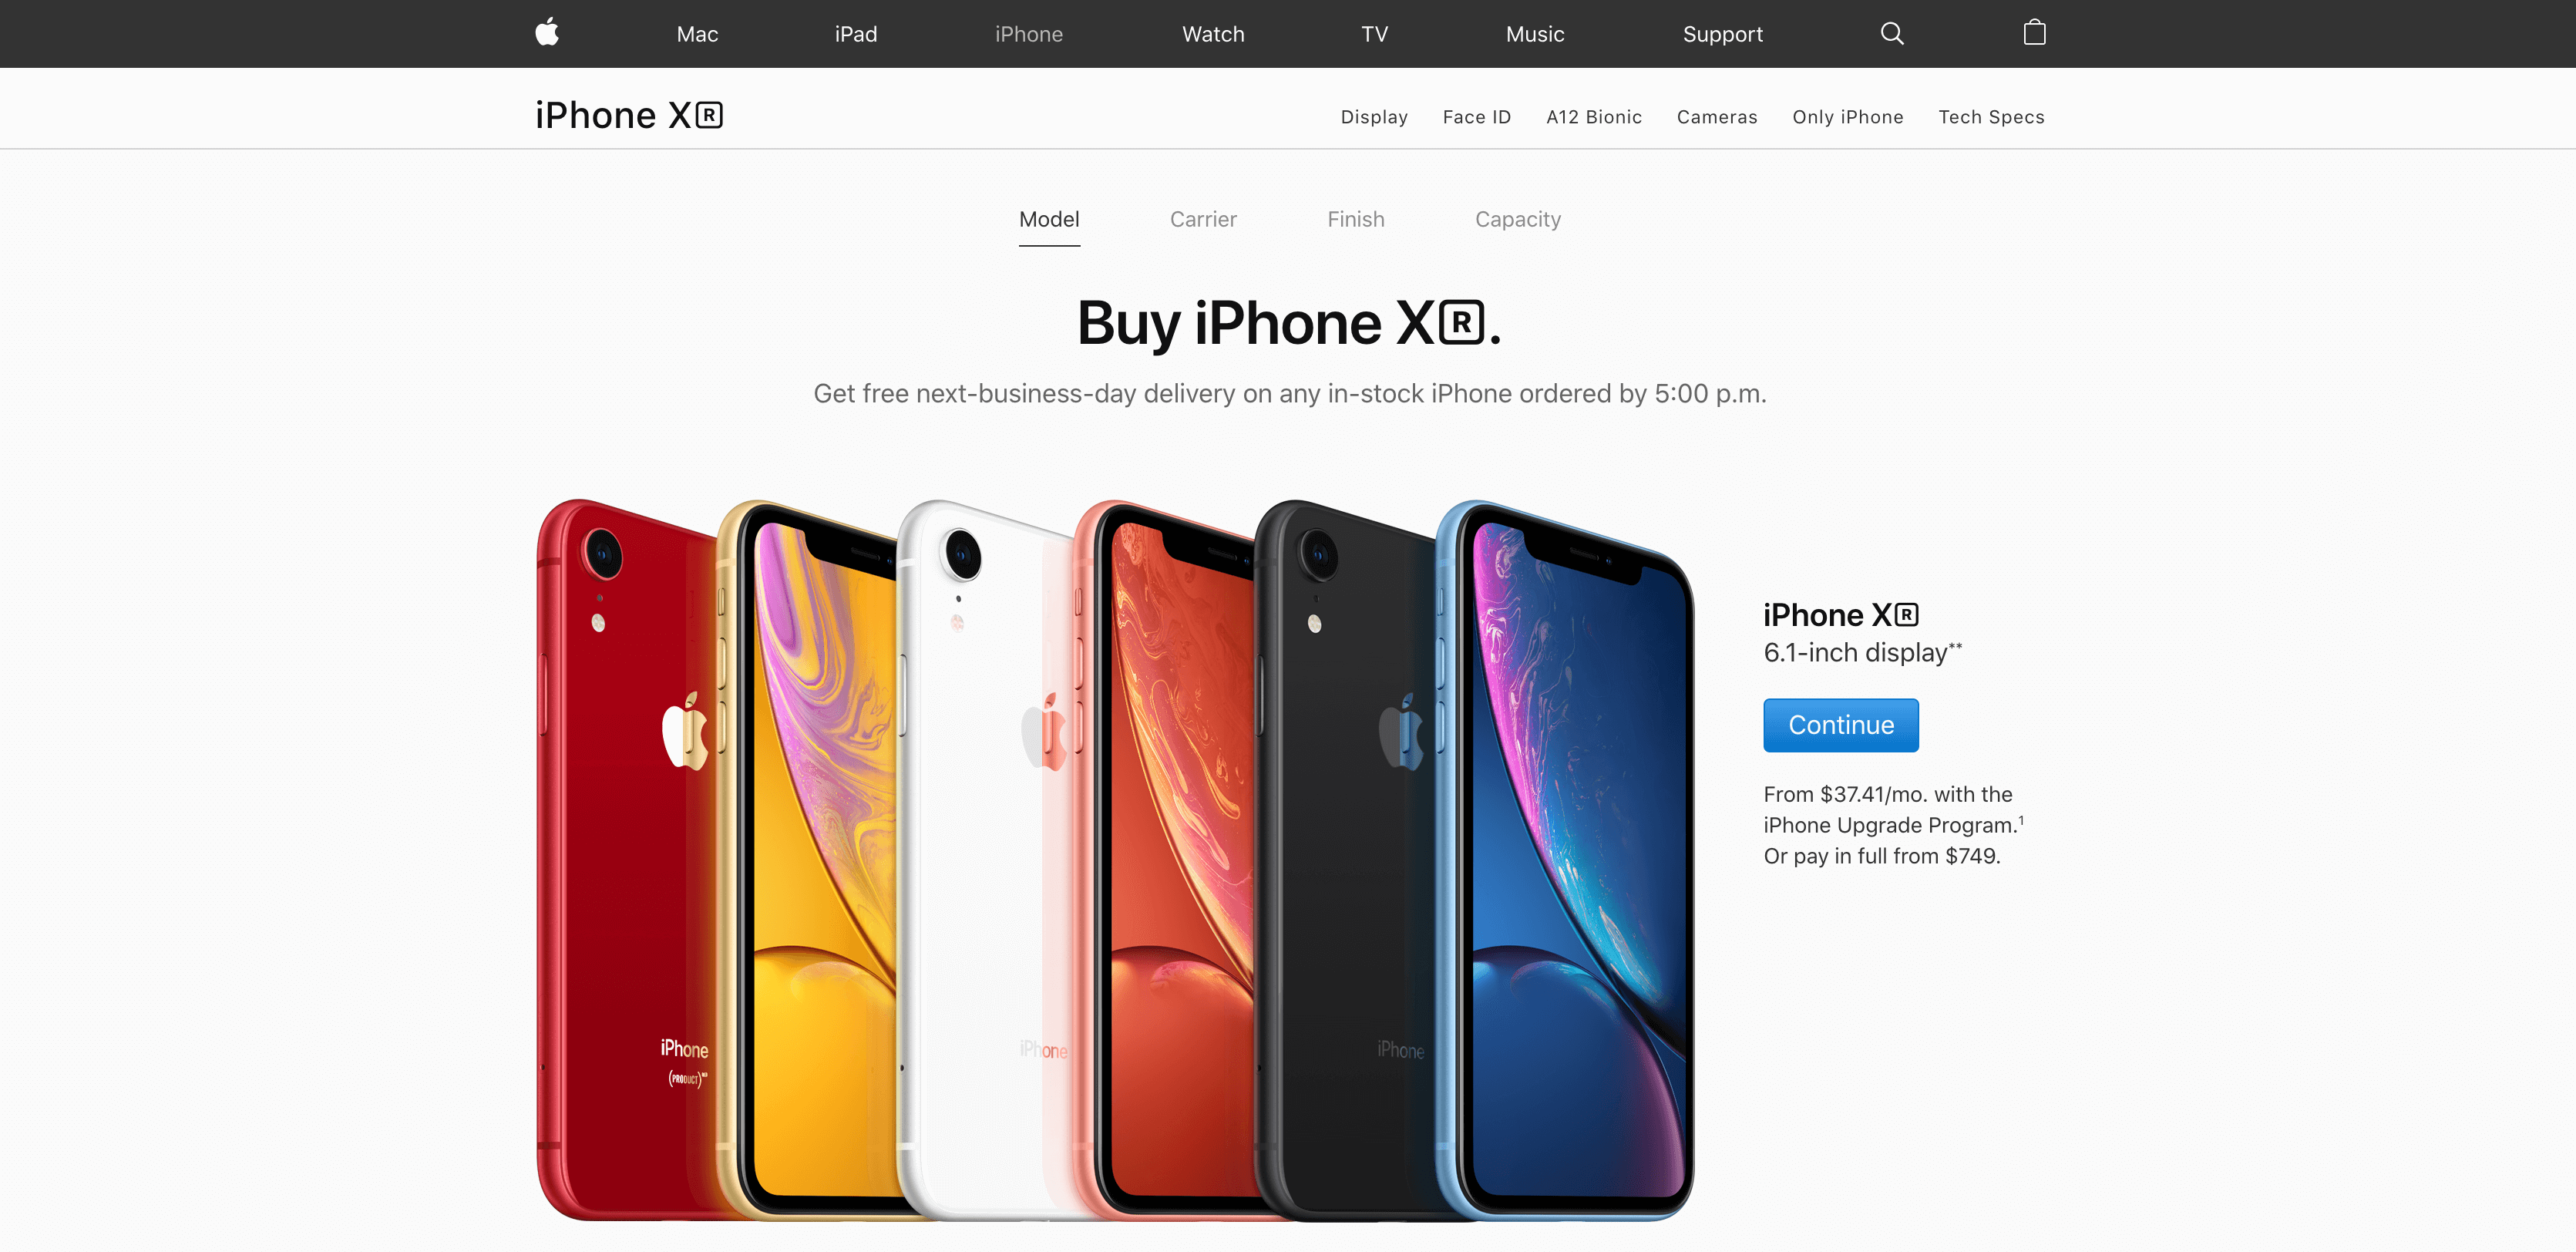 Mac iPad iPhone Watch TV Music Support
iPhone XR
Display Face ID A12 Bionic Cameras Only iPhone Tech Specs
Model Carrier Finish Capacity
Buy iPhone XR.
Get free next-business-day delivery on any in-stock iPhone ordered by 5:00 p.m.
iPhone XR
6.1-inch display**
Continue
From $37.41/mo. with the
iPhone Upgrade Program.¹
Or pay in full from $749.
iPhone
(PRODUCT)
iPhone
iPhone